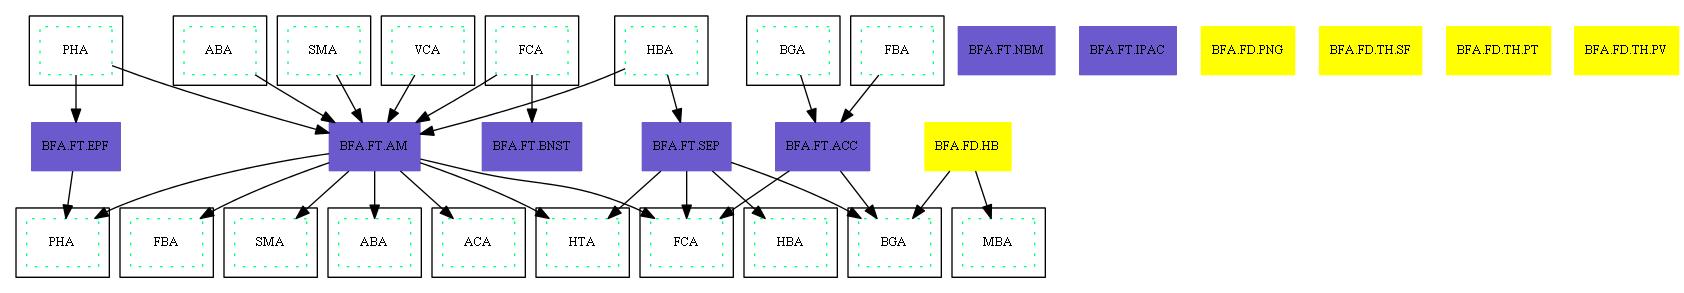 PHA
ABA
SMA
VCA
FCA
HBA
BGA
FBA
BFA.FT.NBM
BFA.FT.IPAC
BFA.FD.PNG
BFA.FD.TH.SF
BFA.FD.TH.PT
BFA.FD.TH.PV
BFA.FT.EPF
BFA.FT.AM
BFA.FT.BNST
BFA.FT.SEP
BFA.FT.ACC
BFA.FD.HB
PHA
FBA
SMA
ABA
ACA
HTA
FCA
HBA
BGA
MBA